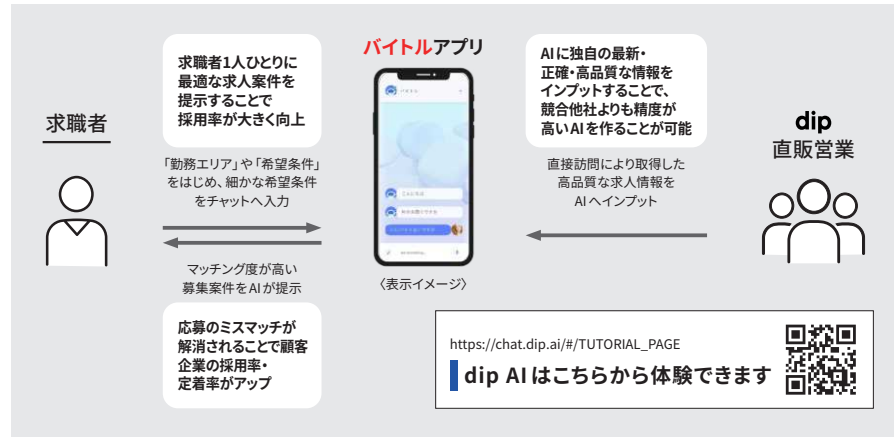 求職者
求職者1人ひとりに
最適な求人案件を
提示することで
採用率が大きく向上
「勤務エリア」や「希望条件」
をはじめ、細かな希望条件
をチャットへ入力
マッチング度が高い
募集案件をAIが提示
応募のミスマッチが
解消されることで顧客
企業の採用率・
定着率がアップ
バイトルアプリ
〈表示イメージ〉
AIに独自の最新・
正確・高品質な情報を
インプットすることで、
競合他社よりも精度が
高いAIを作ることが可能
直接訪問により取得した
高品質な求人情報を
AIへインプット
dip
直販営業
https://chat.dip.ai/#/TUTORIAL_PAGE
dip AIはこちらから体験できます